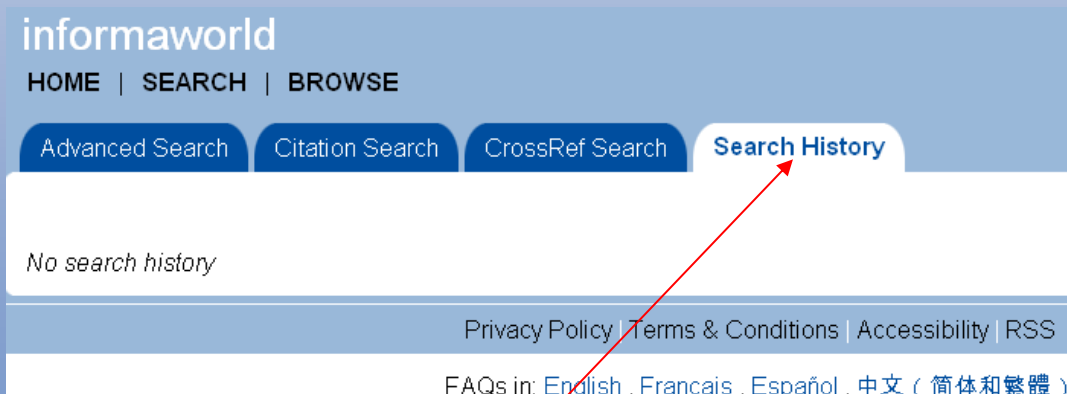 informaworld
HOME | SEARCH | BROWSE
Advanced Search Citation Search CrossRef Search Search History
No search history
Privacy Policy | Terms & Conditions | Accessibility | RSS
FAQs in: English , Français , Español , 中文 ( 简体和繁體 )